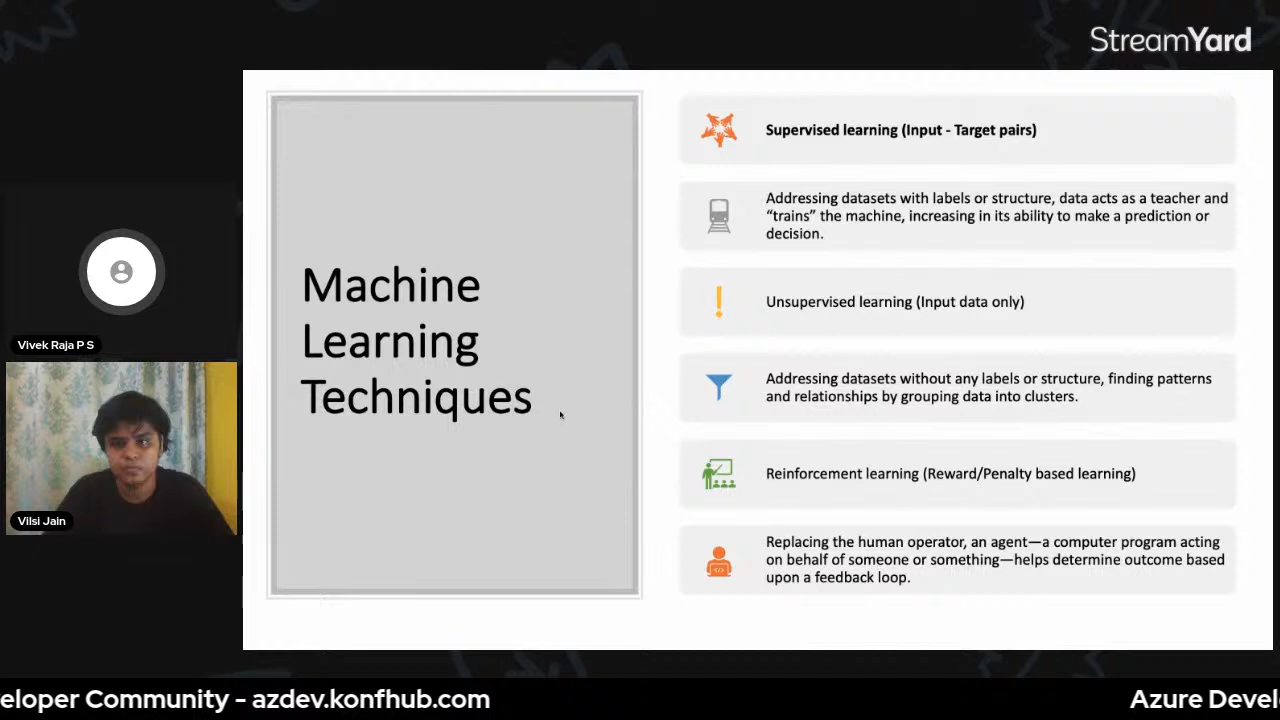 StreamYard
Machine
Learning
Techniques
Supervised learning (Input - Target pairs)
Addressing datasets with labels or structure, data acts as a teacher and
“trains” the machine, increasing in its ability to make a prediction or
decision.
Unsupervised learning (Input data only)
Addressing datasets without any labels or structure, finding patterns
and relationships by grouping data into clusters.
Reinforcement learning (Reward/Penalty based learning)
Replacing the human operator, an agent—a computer program acting
on behalf of someone or something—helps determine outcome based
upon a feedback loop.
Vivek Raja P S
Vilsi Jain
eloper Community - azdev.konfhub.com
Azure Devel